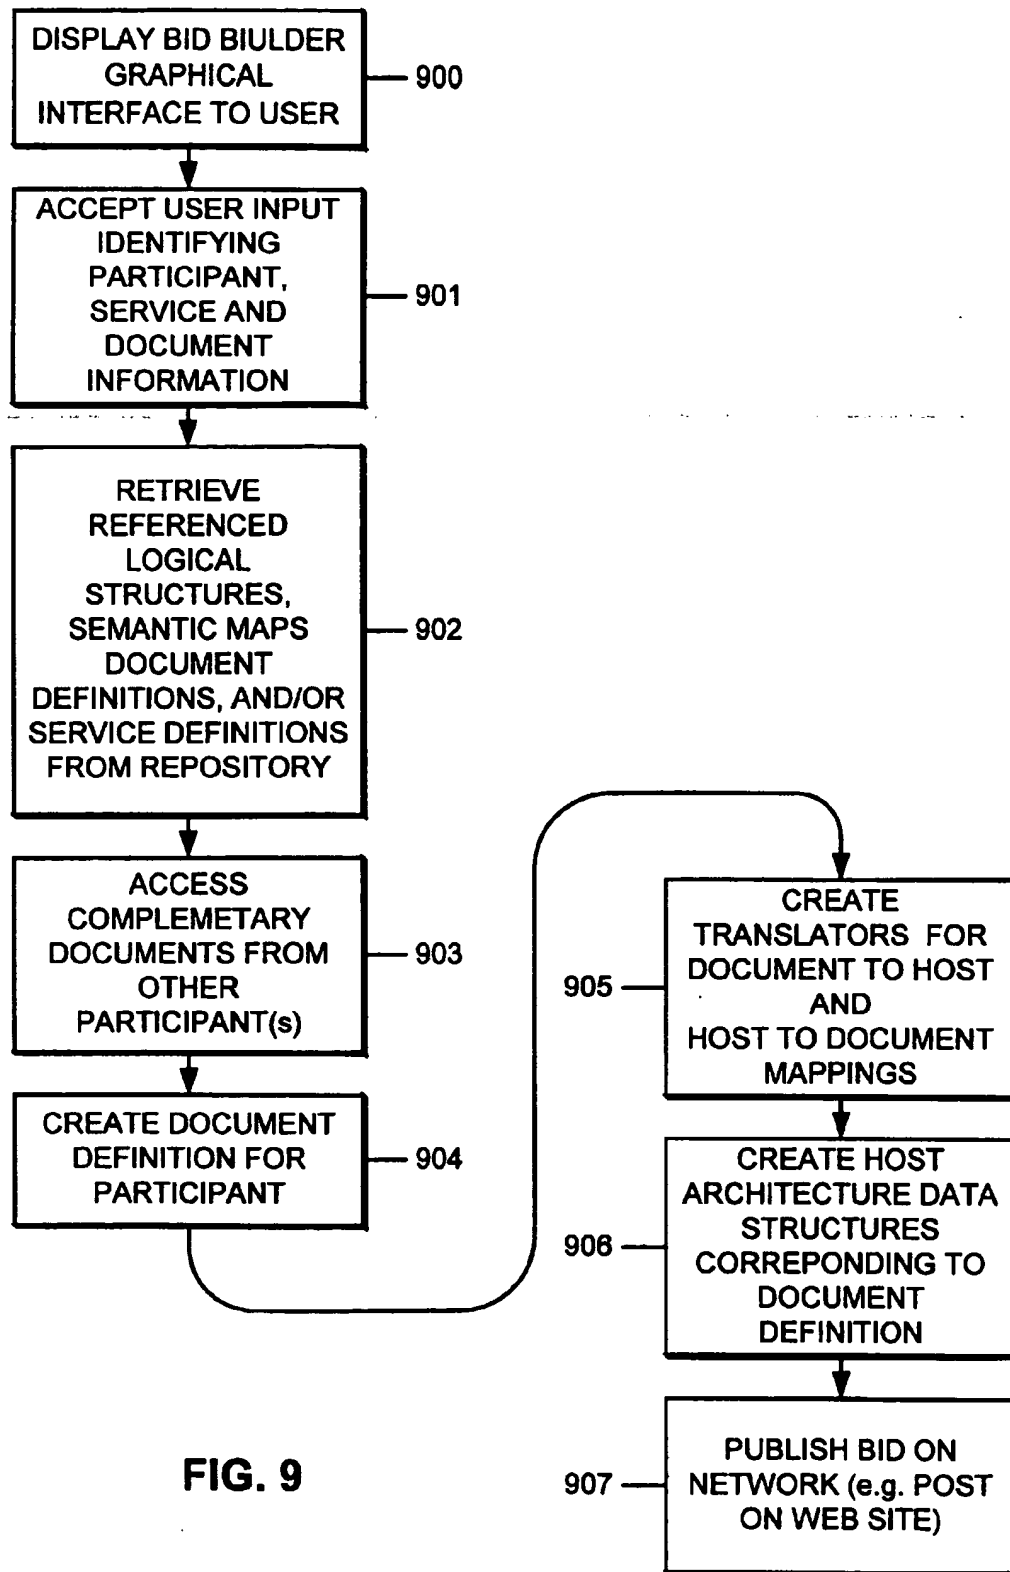 DISPLAY BID BIULDER
GRAPHICAL
INTERFACE TO USER
900
ACCEPT USER INPUT
IDENTIFYING
PARTICIPANT,
SERVICE AND
DOCUMENT
INFORMATION
901
RETRIEVE
REFERENCED
LOGICAL
STRUCTURES,
SEMANTIC MAPS
DOCUMENT
DEFINITIONS, AND/OR
SERVICE DEFINITIONS
FROM REPOSITORY
902
ACCESS
COMPLEMETARY
DOCUMENTS FROM
OTHER
PARTICIPANT(s)
903
CREATE DOCUMENT
DEFINITION FOR
PARTICIPANT
904
CREATE
TRANSLATORS FOR
DOCUMENT TO HOST
AND
HOST TO DOCUMENT
MAPPINGS
905
CREATE HOST
ARCHITECTURE DATA
STRUCTURES
CORREPONDING TO
DOCUMENT
DEFINITION
906
PUBLISH BID ON
NETWORK (e.g. POST
ON WEB SITE)
907
FIG. 9